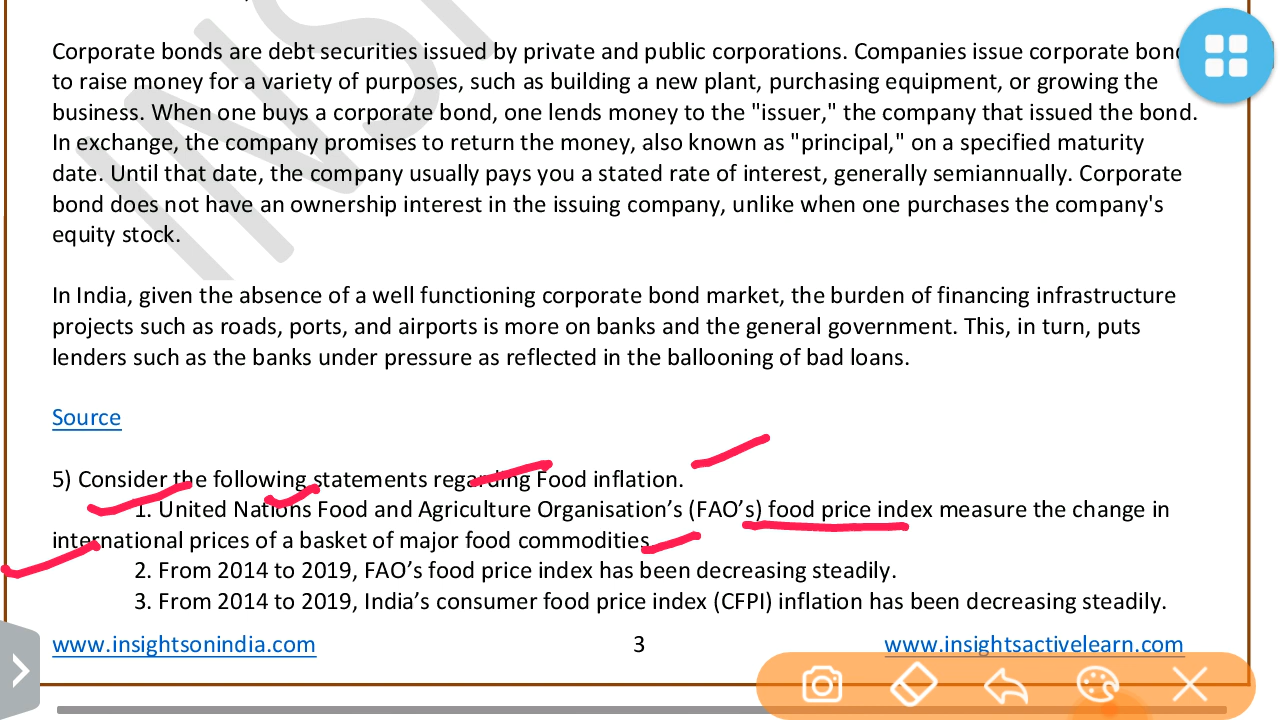 Corporate bonds are debt securities issued by private and public corporations. Companies issue corporate
to raise money for a variety of purposes, such as building a new plant, purchasing equipment, or growing the
business. When one buys a corporate bond, one lends money to the "issuer," the company that issued the bond.
In exchange, the company promises to return the money, also known as "principal," on a specified maturity
date. Until that date, the company usually pays you a stated rate of interest, generally semiannually. Corporate
bond does not have an ownership interest in the issuing company, unlike when one purchases the company's
equity stock.
In India, given the absence of a well functioning corporate bond market, the burden of financing infrastructure
projects such as roads, ports, and airports is more on banks and the general government. This, in turn, puts
lenders such as the banks under pressure as reflected in the ballooning of bad loans.
Source
5) Consider the following statements regarding Food inflation.
1. United Nations Food and Agriculture Organisation's (FAO's) food price index measure the change in
international prices of a basket of major food commodities.
2. From 2014 to 2019, FAO's food price index has been decreasing steadily.
3. From 2014 to 2019, India's consumer food price index (CFPI) inflation has been decreasing steadily.
www.insightsonindia.com 3 www.insightsactivelearn.com